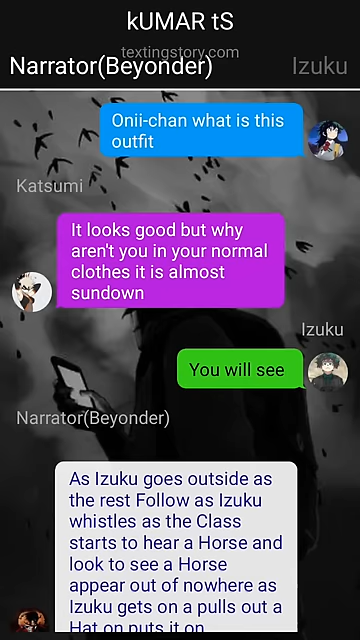 kUMAR tS
textingstory.com
Narrator(Beyonder) Izuku
Onii-chan what is this
outfit
Katsumi
It looks good but why
aren't you in your normal
clothes it is almost
sundown
Izuku
You will see
Narrator(Beyonder)
As Izuku goes outside as
the rest Follow as Izuku
whistles as the Class
starts to hear a Horse and
look to see a Horse
appear out of nowhere as
Izuku gets on a pulls out a
Hat on puts it on